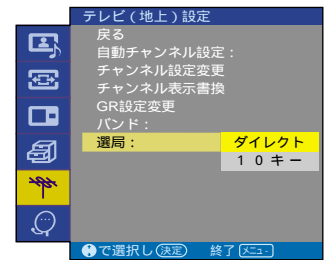 テレビ（地上）設定
戻る
自動チャンネル設定：
チャンネル設定変更
チャンネル表示書換
GR設定変更
バンド：
選局： ダイレクト
１０キー
で選択し 決定 終了 メニュー